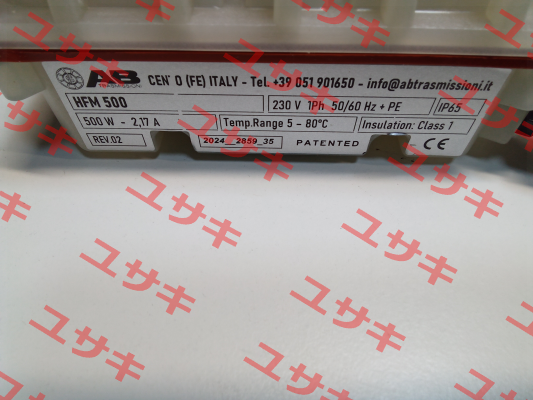 AB CEN O (FE) ITALY - Tel. +39 051 901650 - info@abtrasmissioni.it
TRASMISSIONI
HFM 500 230 V 1Ph 50/60 Hz + PE IP65
500 W - 2,17 A Temp.Range 5 - 80°C Insulation: Class 1
REV.02 2024__2859_35 PATENTED CE
ユサキ
ユサキ
ユサキ
ユサキ
ユサキ
ユサキ
ユサキ
ユサキ